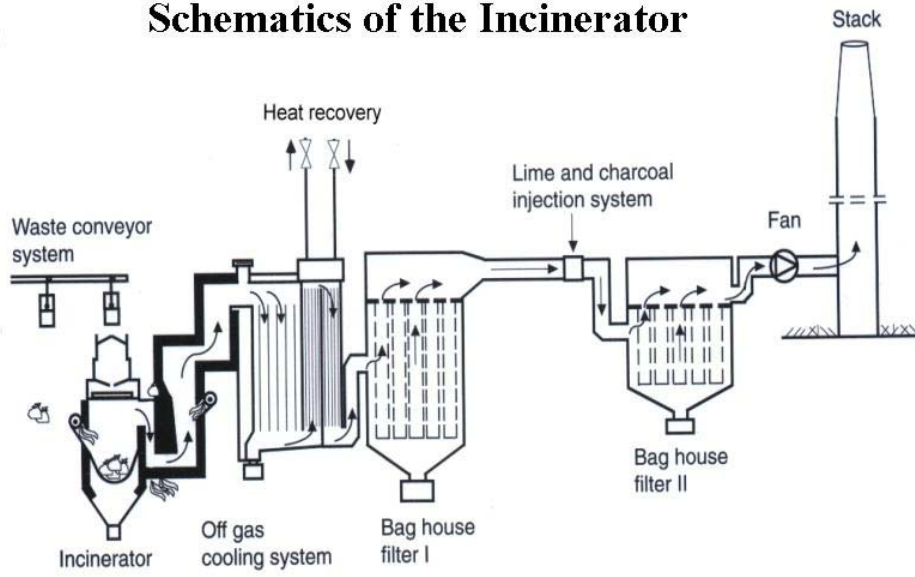 Schematics of the Incinerator
Stack
Heat recovery
Lime and charcoal
injection system
Waste conveyor
system
Fan
Bag house
filter II
Off gas
cooling system
Bag house
filter I
Incinerator